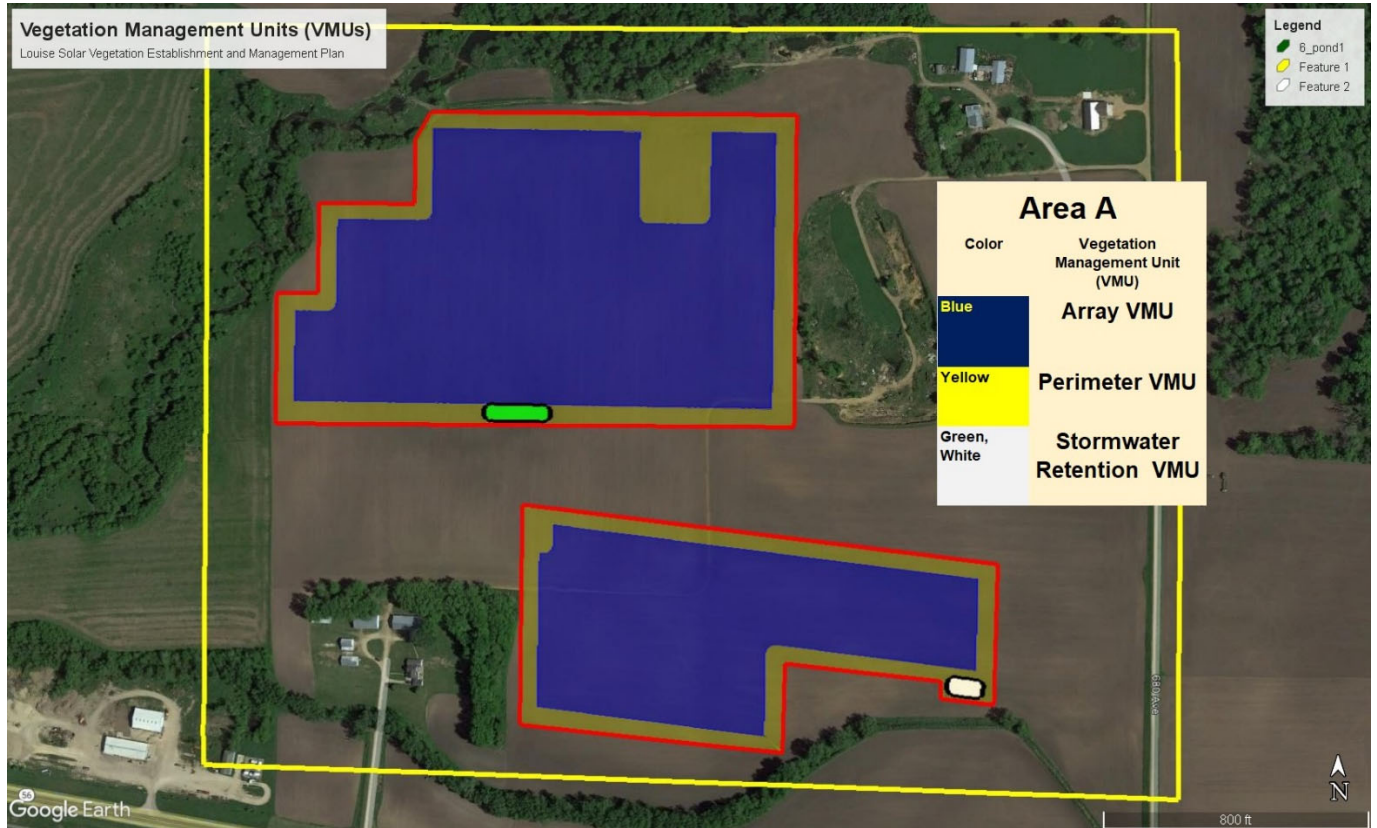 Vegetation Management Units (VMUs)
Louise Solar Vegetation Establishment and Management Plan
Legend
6_pond1
Feature 1
Feature 2
Area A
Color
Vegetation
Management Unit
(VMU)
Blue
Array VMU
Yellow
Perimeter VMU
Green,
White
Stormwater
Retention VMU
680
56
Google Earth
N
800 ft